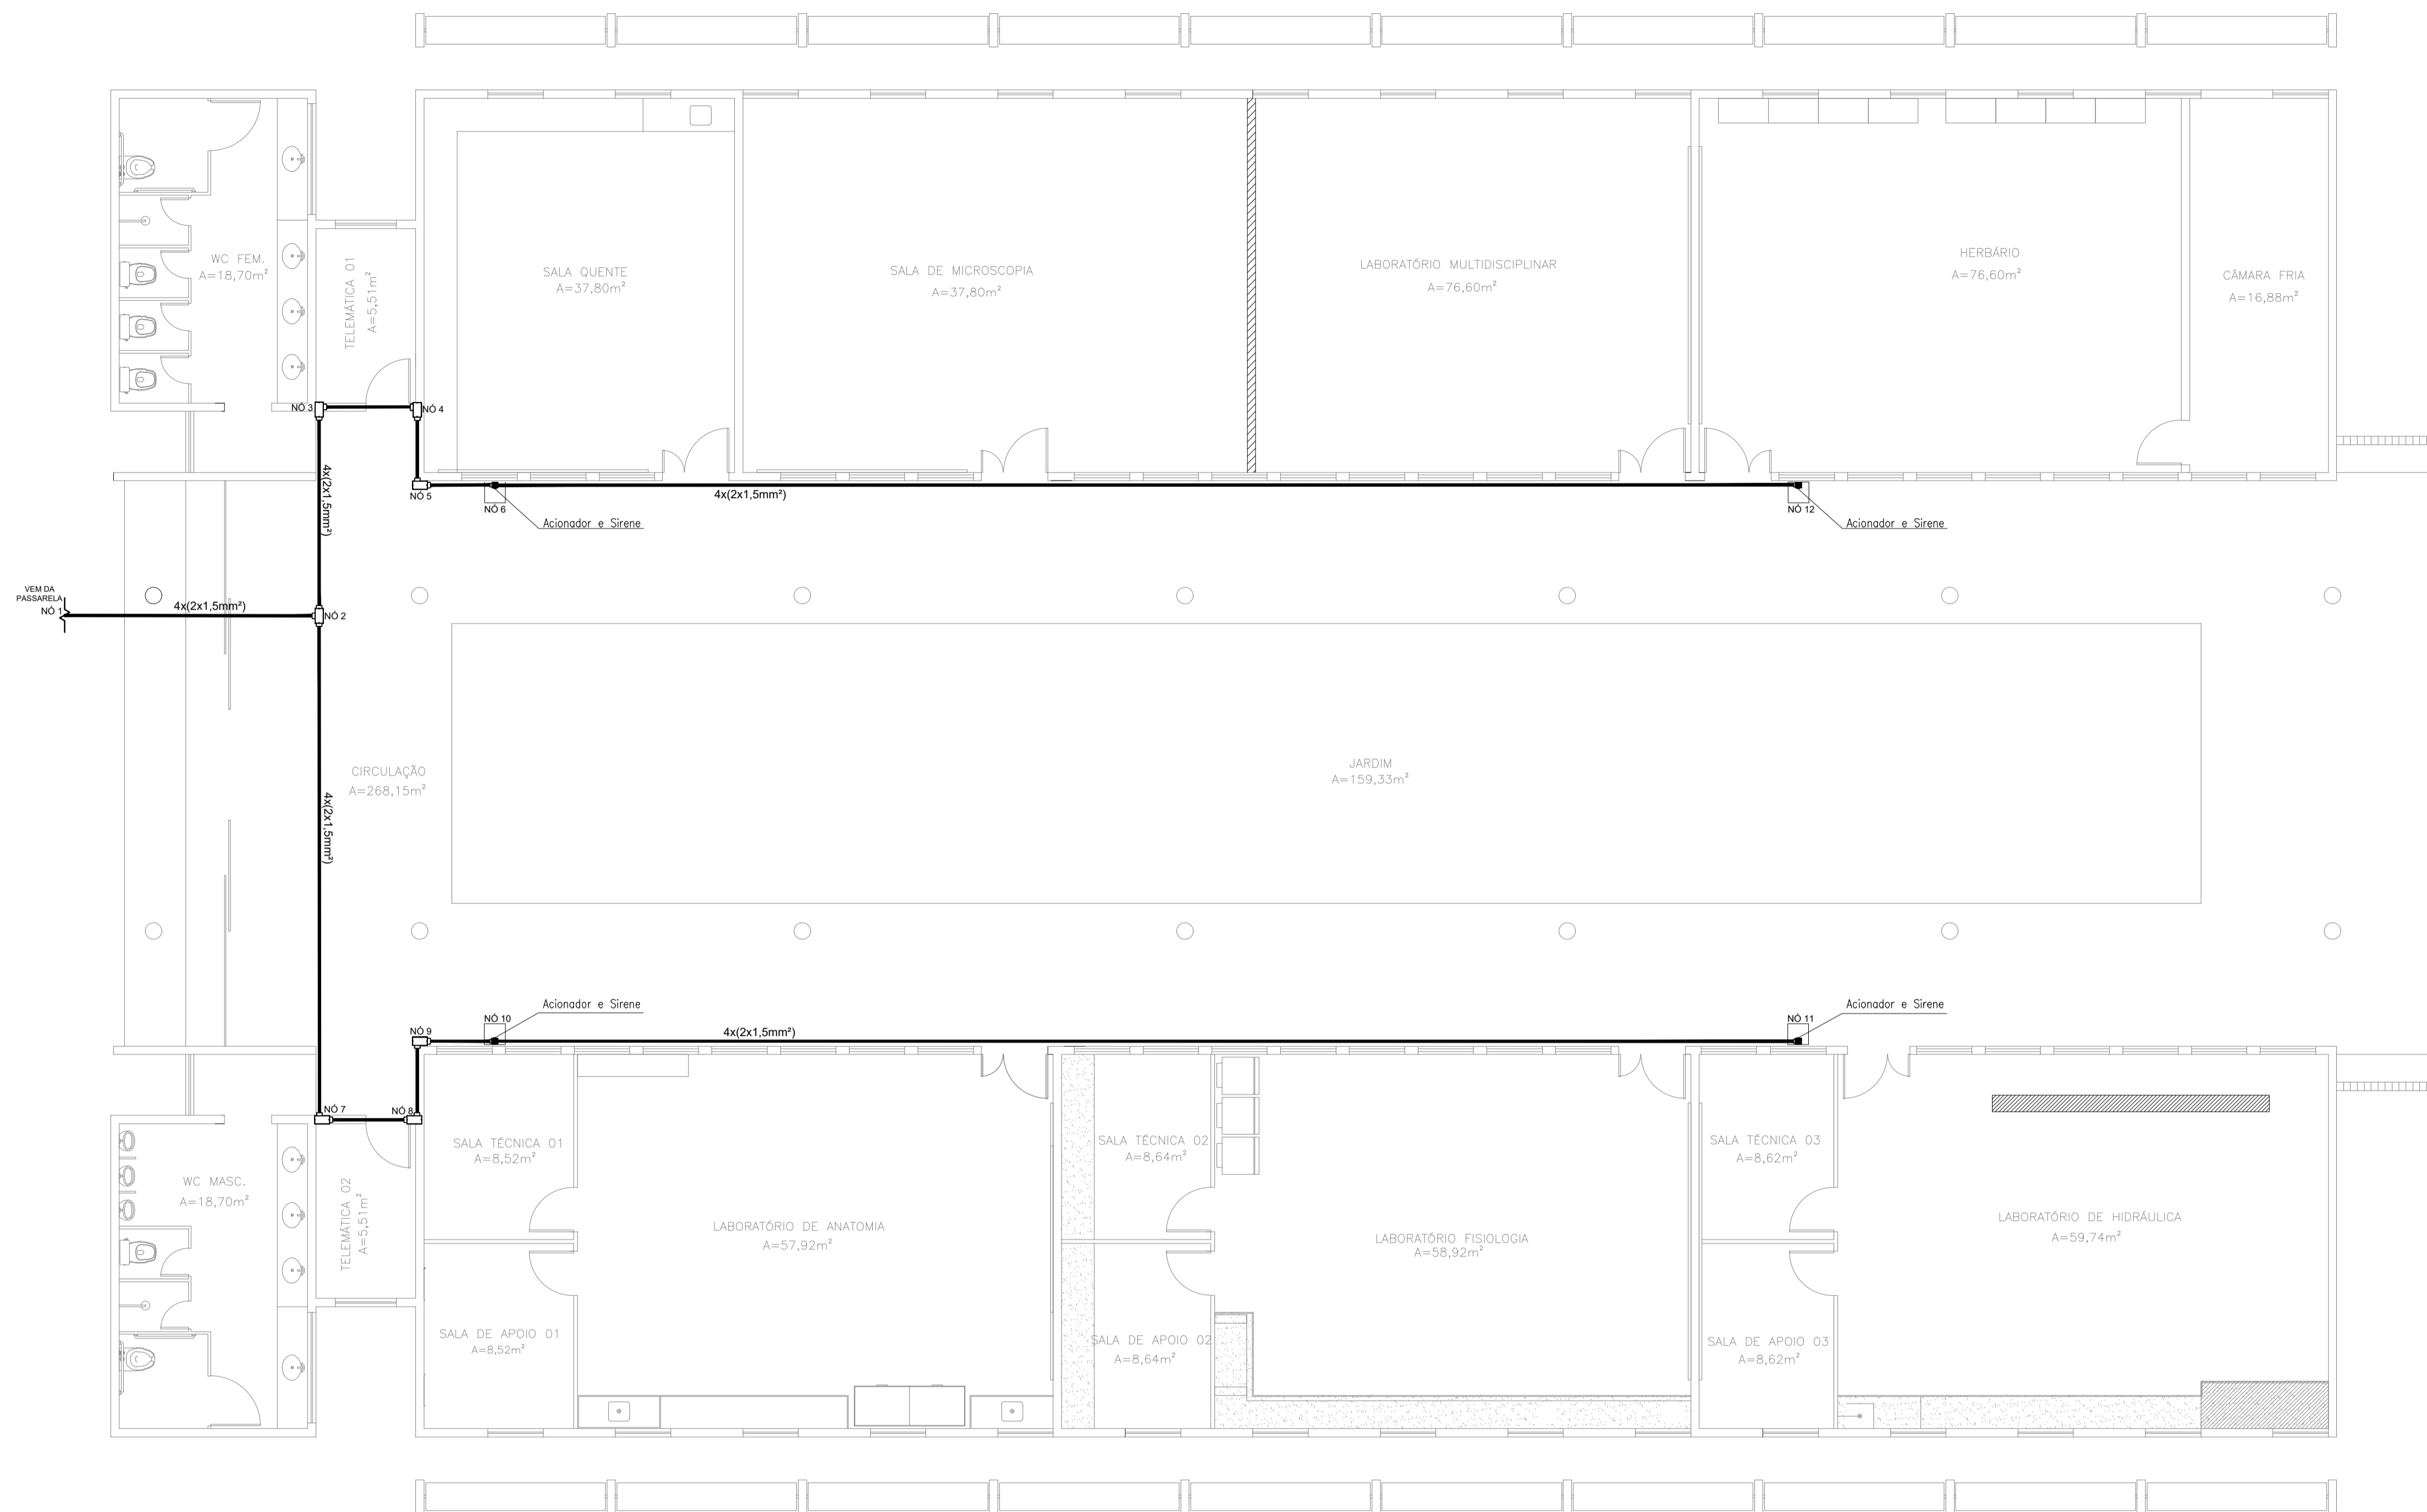 WC FEM.
A=18,70m²
TELEMÁTICA 01
A=5,51m²
SALA QUENTE
A=37,80m²
SALA DE MICROSCOPIA
A=37,80m²
LABORATÓRIO MULTIDISCIPLINAR
A=76,60m²
HERBÁRIO
A=76,60m²
CÂMARA FRIA
A=16,88m²
NÓ 3
NÓ 4
4x(2x1,5mm²)
NÓ 5
NÓ 6
Acionador e Sirene
4x(2x1,5mm²)
NÓ 12
Acionador e Sirene
VEM DA
PASSARELA
NÓ 1
4x(2x1,5mm²)
NÓ 2
CIRCULAÇÃO
A=268,15m²
4x(2x1,5mm²)
JARDIM
A=159,33m²
NÓ 9
NÓ 10
Acionador e Sirene
4x(2x1,5mm²)
NÓ 11
Acionador e Sirene
NÓ 7
NÓ 8
WC MASC.
A=18,70m²
TELEMÁTICA 02
A=5,51m²
SALA TÉCNICA 01
A=8,52m²
LABORATÓRIO DE ANATOMIA
A=57,92m²
SALA TÉCNICA 02
A=8,64m²
LABORATÓRIO FISIOLOGIA
A=58,92m²
SALA TÉCNICA 03
A=8,62m²
LABORATÓRIO DE HIDRÁULICA
A=59,74m²
SALA DE APOIO 01
A=8,52m²
SALA DE APOIO 02
A=8,64m²
SALA DE APOIO 03
A=8,62m²